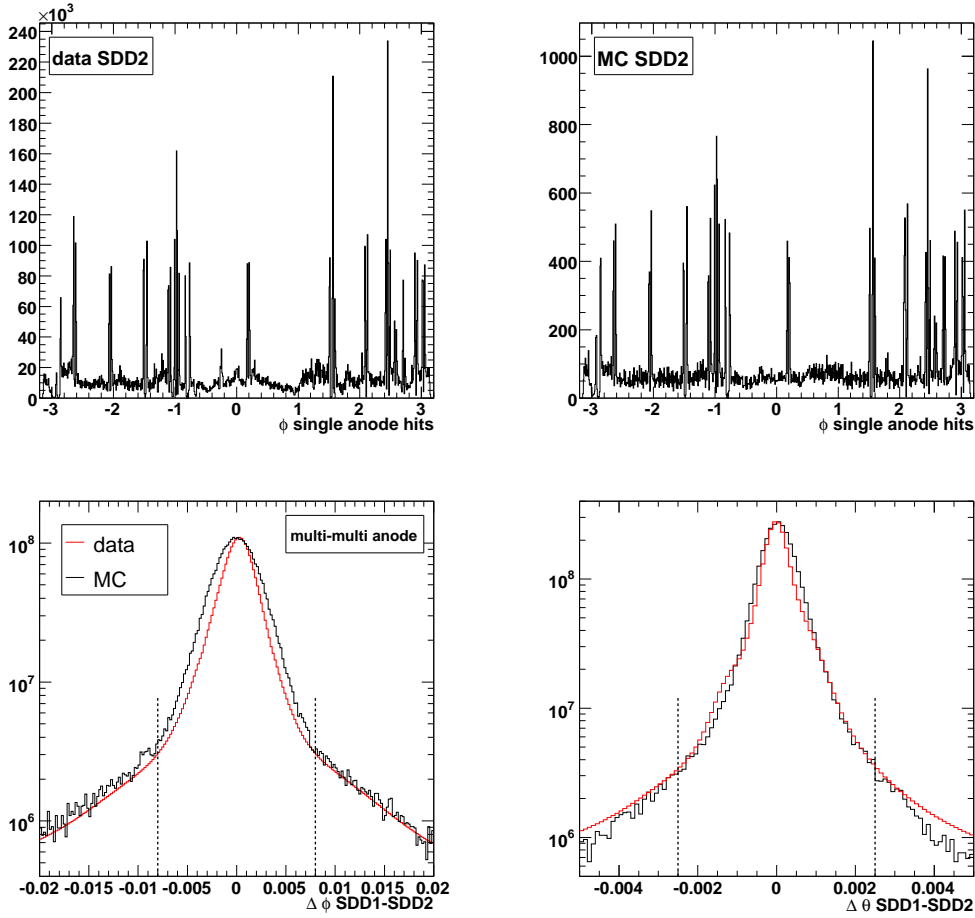 ×10³
240
220
200
180
160
140
120
100
80
60
40
20
0
data SDD2
-3 -2 -1 0 1 2 3
ϕ single anode hits
1000
800
600
400
200
0
MC SDD2
-3 -2 -1 0 1 2 3
ϕ single anode hits
10⁸
10⁷
10⁶
data
MC
multi-multi anode
-0.02 -0.015 -0.01 -0.005 0 0.005 0.01 0.015 0.02
Δ ϕ SDD1-SDD2
10⁸
10⁷
10⁶
-0.004 -0.002 0 0.002 0.004
Δ θ SDD1-SDD2